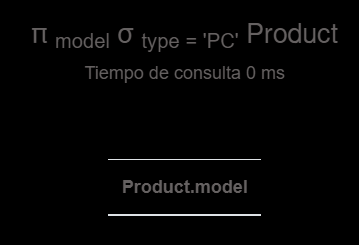 π model σ type = 'PC' Product
Tiempo de consulta 0 ms
Product.model